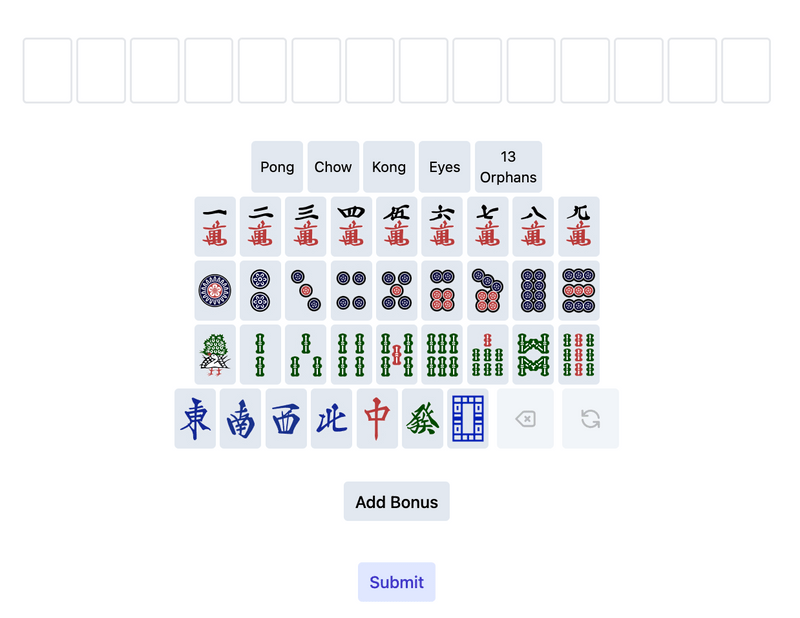 Pong Chow Kong Eyes 13 Orphans
一萬 二萬 三萬 四萬 伍萬 六萬 七萬 八萬 九萬
東 南 西 北 中 發
Add Bonus
Submit